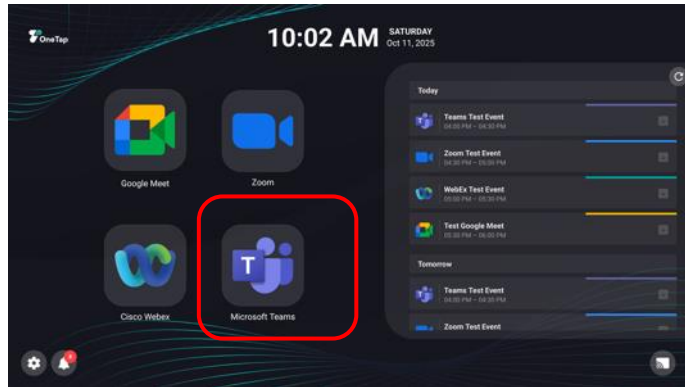 OneTap
10:02 AM
SATURDAY
Oct 11, 2025
Google Meet
Zoom
Cisco Webex
T
Microsoft Teams
Today
Teams Test Event
04:00 PM – 04:30 PM
Zoom Test Event
04:30 PM – 05:00 PM
WebEx Test Event
05:00 PM – 05:30 PM
Test Google Meet
05:30 PM – 06:00 PM
Tomorrow
Teams Test Event
04:00 PM – 04:30 PM
Zoom Test Event